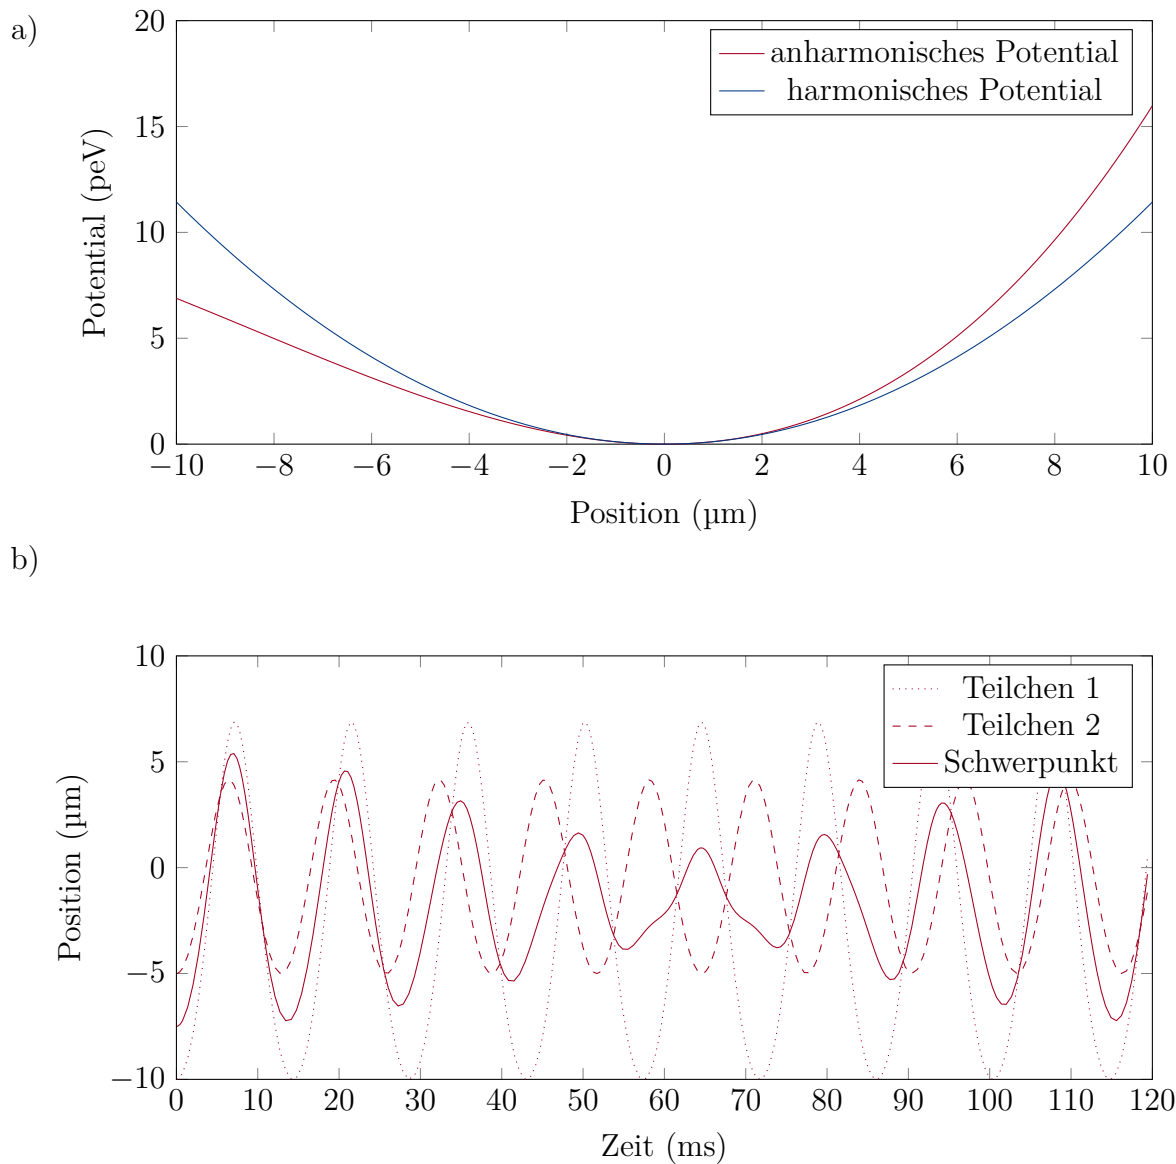 a)
20
15
10
5
0
Potential (peV)
anharmonisches Potential
harmonisches Potential
−10 −8 −6 −4 −2 0 2 4 6 8 10
Position (µm)
b)
10
5
0
−5
−10
Position (µm)
Teilchen 1
Teilchen 2
Schwerpunkt
0 10 20 30 40 50 60 70 80 90 100 110 120
Zeit (ms)